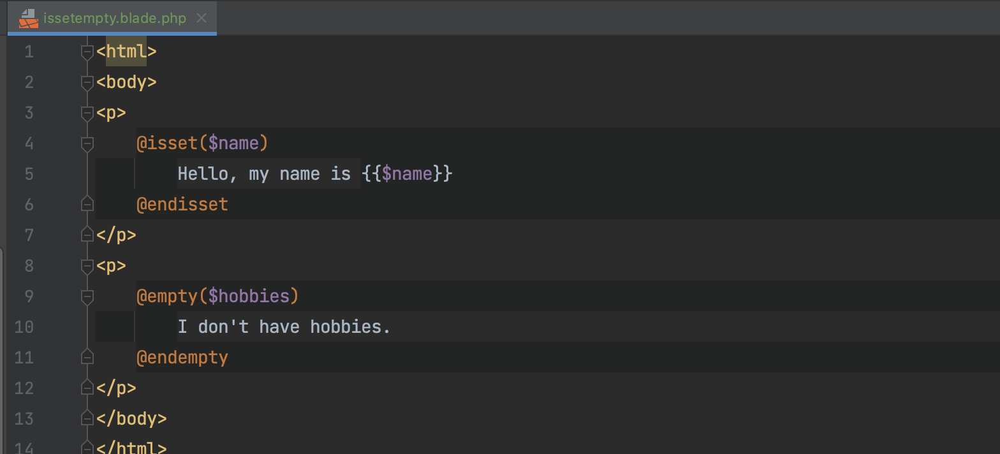 issetempty.blade.php
1 <html>
2 <body>
3 <p>
4     @isset($name)
5         Hello, my name is {{$name}}
6     @endisset
7 </p>
8 <p>
9     @empty($hobbies)
10         I don't have hobbies.
11     @endempty
12 </p>
13 </body>
14 </html>